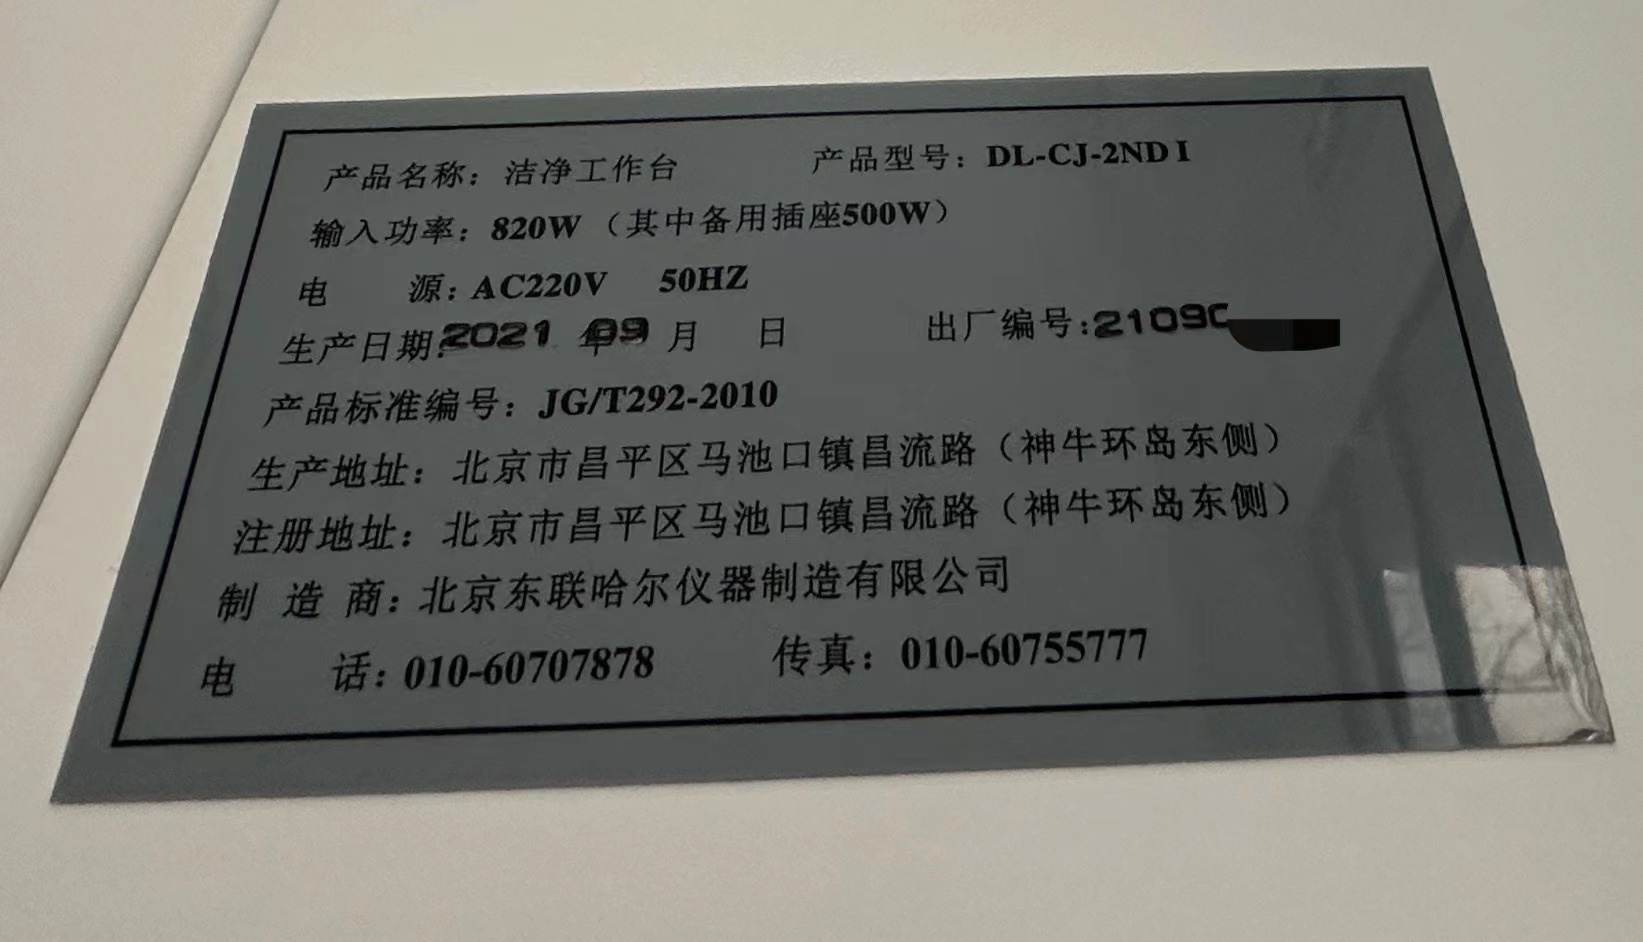 产品名称：洁净工作台 产品型号：DL-CJ-2ND I
输入功率：820W（其中备用插座500W）
电 源：AC220V 50HZ
生产日期：2021 年 09 月 日 出厂编号：2109
产品标准编号：JG/T292-2010
生产地址：北京市昌平区马池口镇昌流路（神牛环岛东侧）
注册地址：北京市昌平区马池口镇昌流路（神牛环岛东侧）
制 造 商：北京东联哈尔仪器制造有限公司
电 话：010-60707878 传真：010-60755777